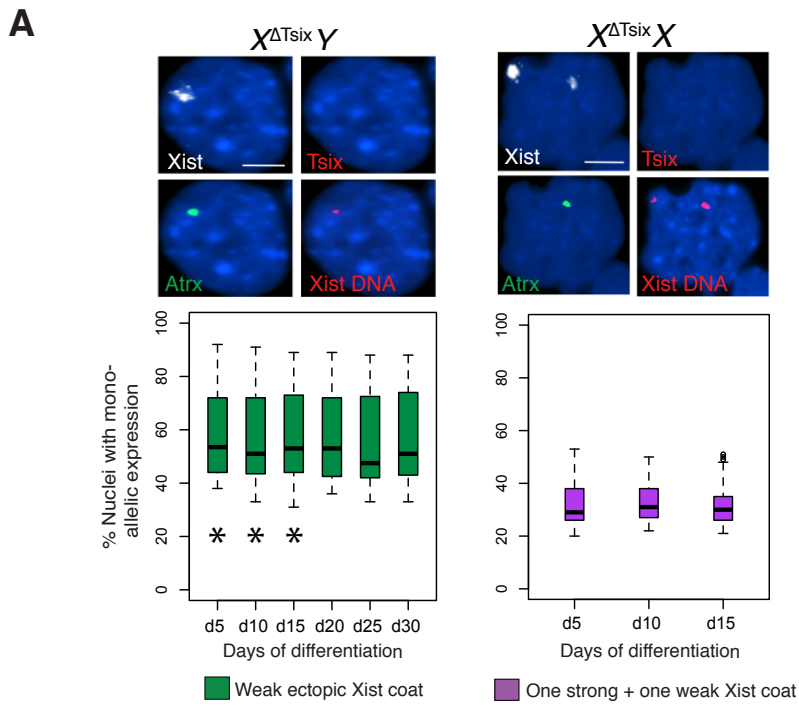 A
X^ΔTsix Y
X^ΔTsix X
Xist
Tsix
Atrx
Xist DNA
Xist
Tsix
Atrx
Xist DNA
% Nuclei with mono-
allelic expression
100
80
60
40
20
0
* * *
d5 d10 d15 d20 d25 d30
Days of differentiation
Weak ectopic Xist coat
100
80
60
40
20
0
d5 d10 d15
Days of differentiation
One strong + one weak Xist coat